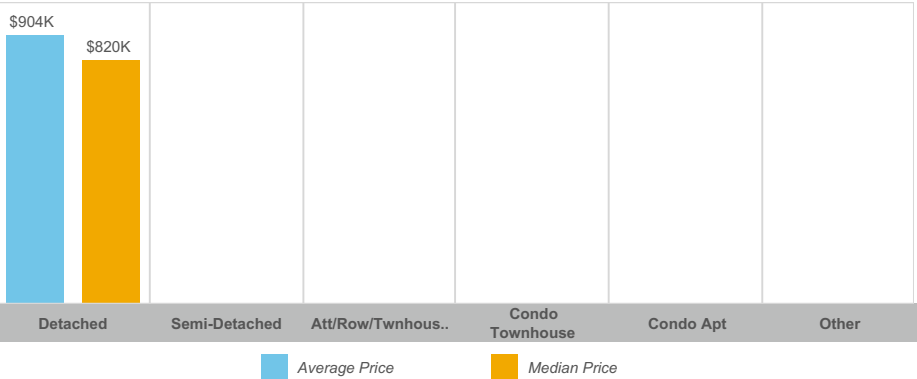 $904K
$820K
Detached
Semi-Detached
Att/Row/Twnhous..
Condo
Townhouse
Condo Apt
Other
Average Price
Median Price